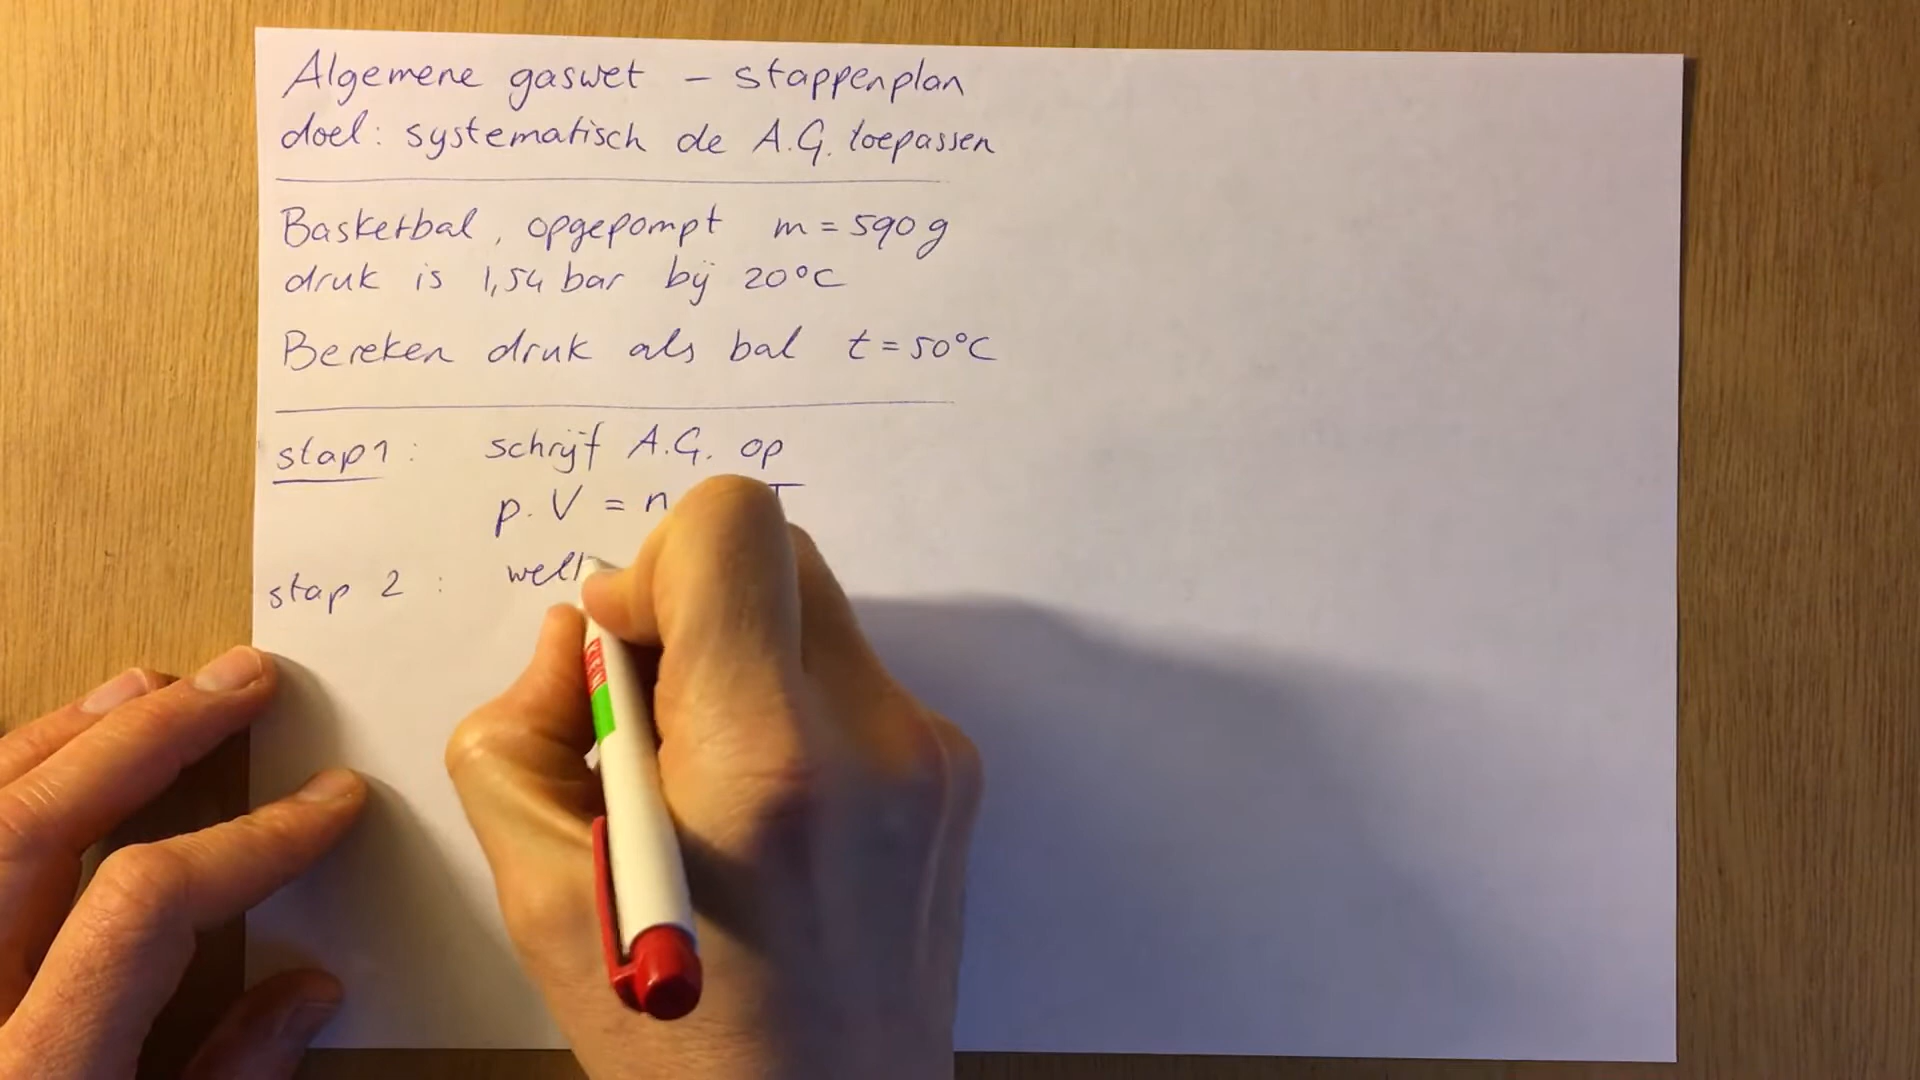 Algemene gaswet - stappenplan
doel: systematisch de A.G. toepassen
Basketbal, opgepompt m = 590 g
druk is 1,54 bar bij 20°C
Bereken druk als bal t = 50°C
stap 1: schrijf A.G. op
p. V = n T
stap 2: